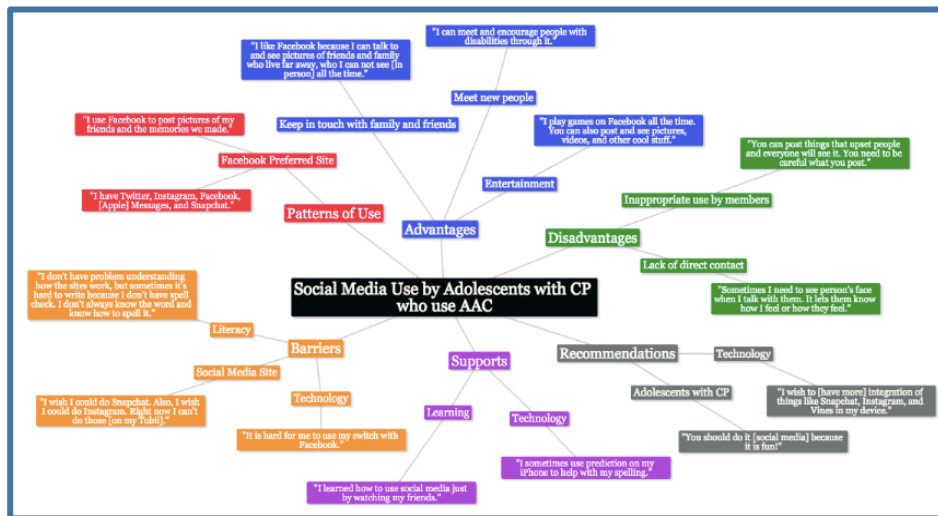 Social Media Use by Adolescents with CP
who use AAC
Patterns of Use
Facebook Preferred Site
"I use Facebook to post pictures of my
friends and the memories we made."
"I have Twitter, Instagram, Facebook,
[Apple] Messages, and Snapchat."
Advantages
Keep in touch with family and friends
"I like Facebook because I can talk to
and see pictures of friends and family
who live far away, who I can not see [in
person] all the time."
Meet new people
"I can meet and encourage people with
disabilities through it."
Entertainment
"I play games on Facebook all the time.
You can also post and see pictures,
videos, and other cool stuff."
Disadvantages
Inappropriate use by members
"You can post things that upset people
and everyone will see it. You need to be
careful what you post."
Lack of direct contact
"Sometimes I need to see person's face
when I talk with them. It lets them know
how I feel or how they feel."
Barriers
Literacy
"I don't have problem understanding
how the sites work, but sometimes it's
hard to write because I don't have spell
check. I don't always know the word and
know how to spell it."
Social Media Site
"I wish I could do Snapchat. Also, I wish
I could do Instagram. Right now I can't
do those [on my Tobii]."
Technology
"It is hard for me to use my switch with
Facebook."
Supports
Learning
"I learned how to use social media just
by watching my friends."
Technology
"I sometimes use prediction on my
iPhone to help with my spelling."
Recommendations
Technology
"I wish to [have more] integration of
things like Snapchat, Instagram, and
Vines in my device."
Adolescents with CP
"You should do it [social media] because
it is fun!"